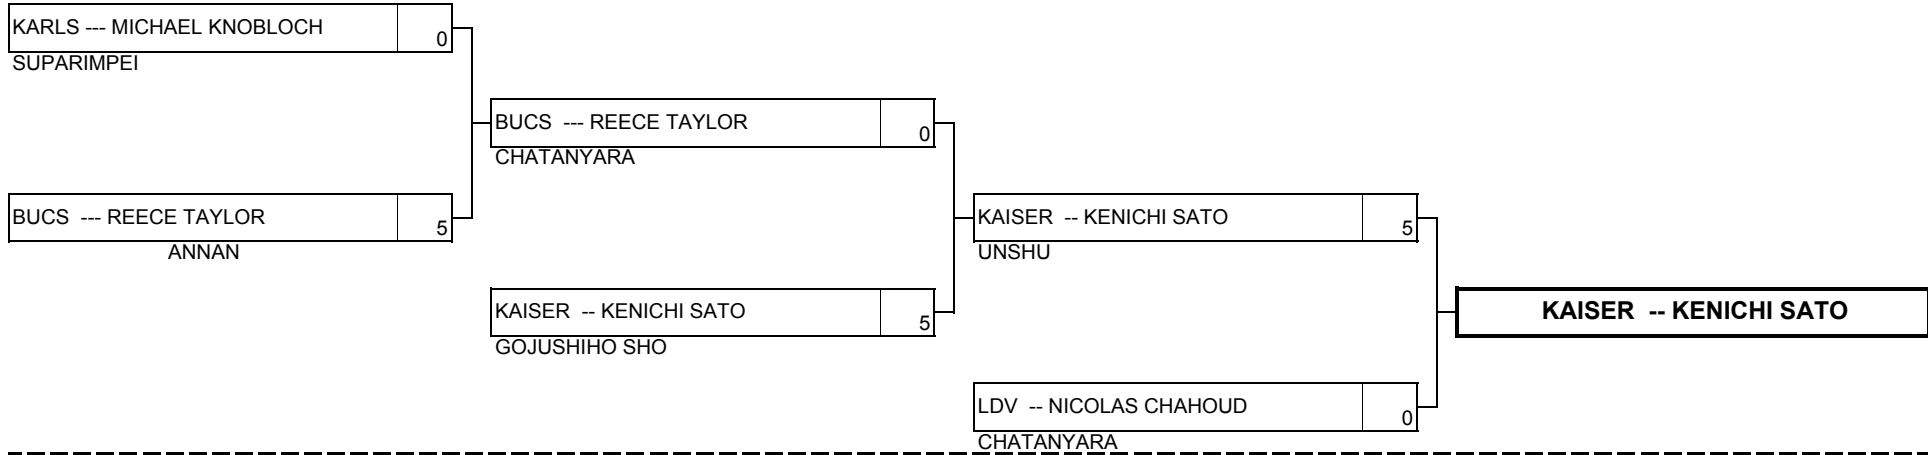 KARLS --- MICHAEL KNOBLOCH 0
SUPARIMPEI
BUCS --- REECE TAYLOR 0
CHATANYARA
BUCS --- REECE TAYLOR 5
ANNAN
KAISER -- KENICHI SATO 5
UNSHU
KAISER -- KENICHI SATO 5
GOJUSHIHO SHO
KAISER -- KENICHI SATO
LDV -- NICOLAS CHAHOUD 0
CHATANYARA